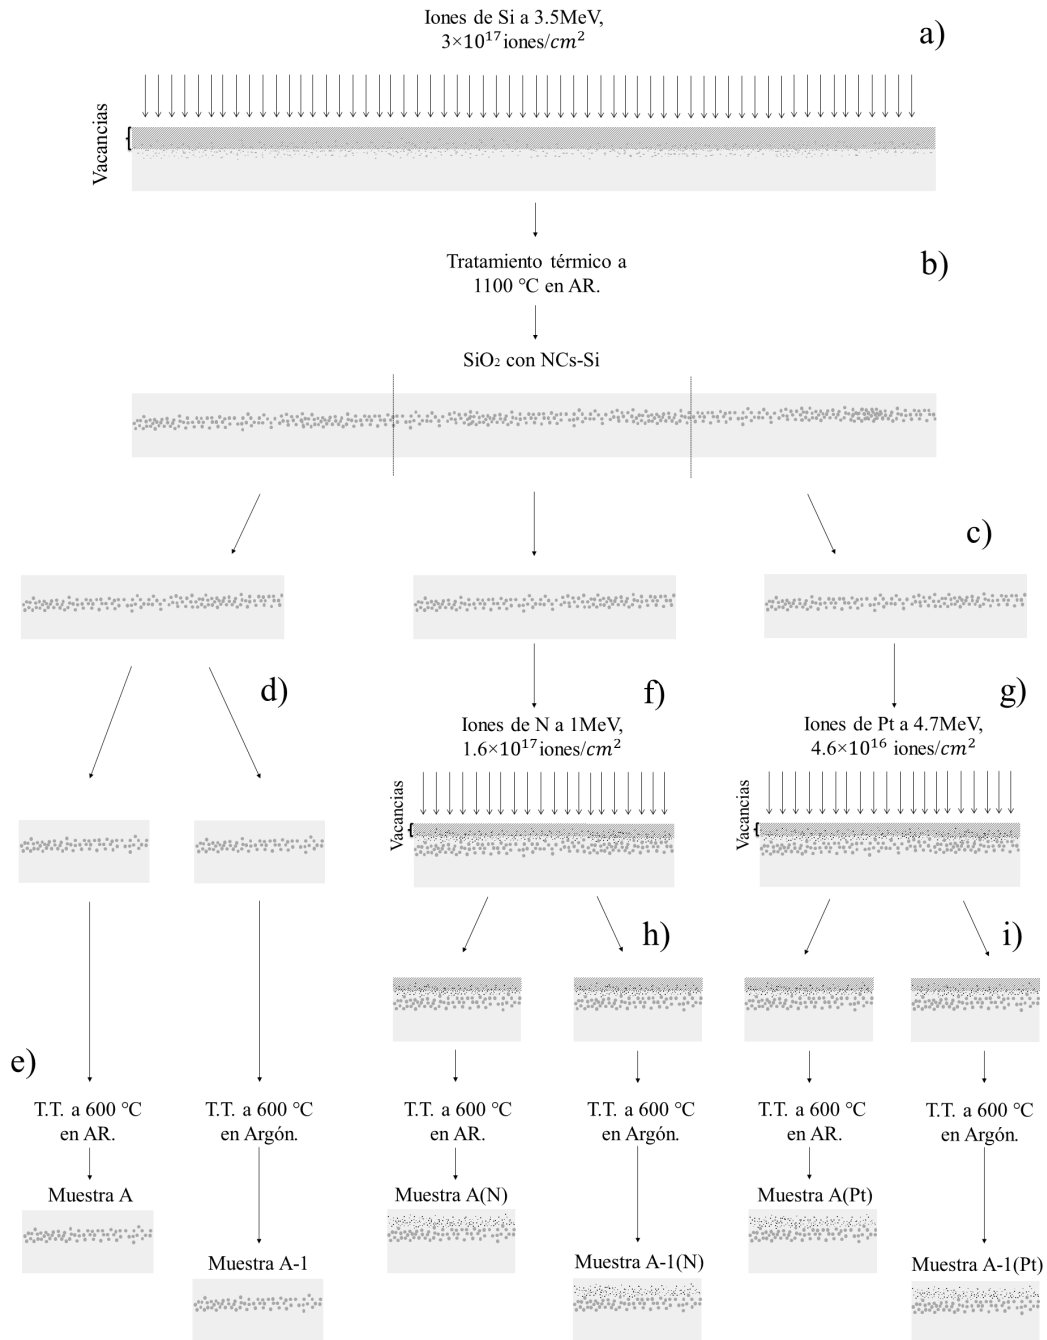 Iones de Si a 3.5MeV,
3×10¹⁷iones/cm²
a)
Vacancias
Tratamiento térmico a
1100 °C en AR.
b)
SiO₂ con NCs-Si
c)
d)
f)
g)
Iones de N a 1MeV,
1.6×10¹⁷iones/cm²
Iones de Pt a 4.7MeV,
4.6×10¹⁶ iones/cm²
Vacancias
Vacancias
h)
i)
e)
T.T. a 600 °C
en AR.
T.T. a 600 °C
en Argón.
T.T. a 600 °C
en AR.
T.T. a 600 °C
en Argón.
T.T. a 600 °C
en AR.
T.T. a 600 °C
en Argón.
Muestra A
Muestra A(N)
Muestra A(Pt)
Muestra A-1
Muestra A-1(N)
Muestra A-1(Pt)